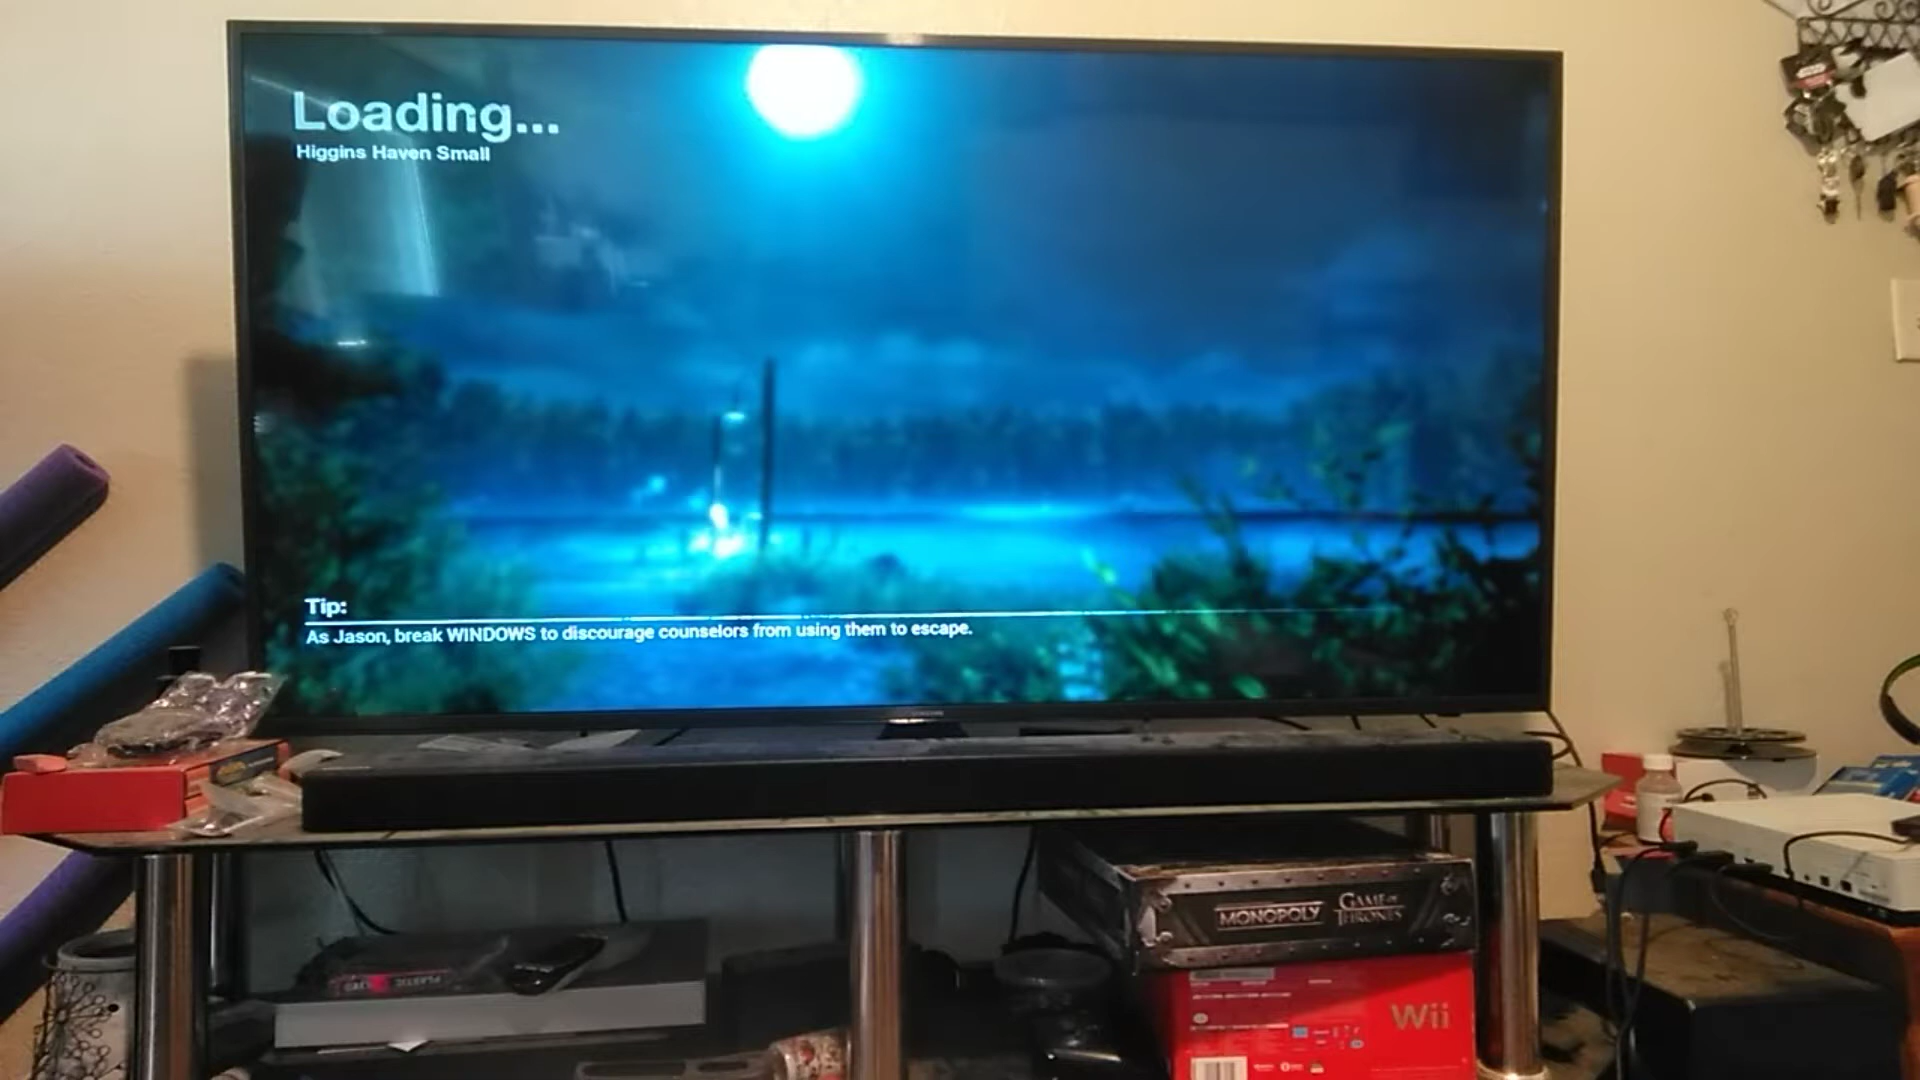 Loading...
Higgins Haven Small
Tip:
As Jason, break WINDOWS to discourage counselors from using them to escape.
MONOPOLY
GAME OF
THRONES
PLASTIC
Wii